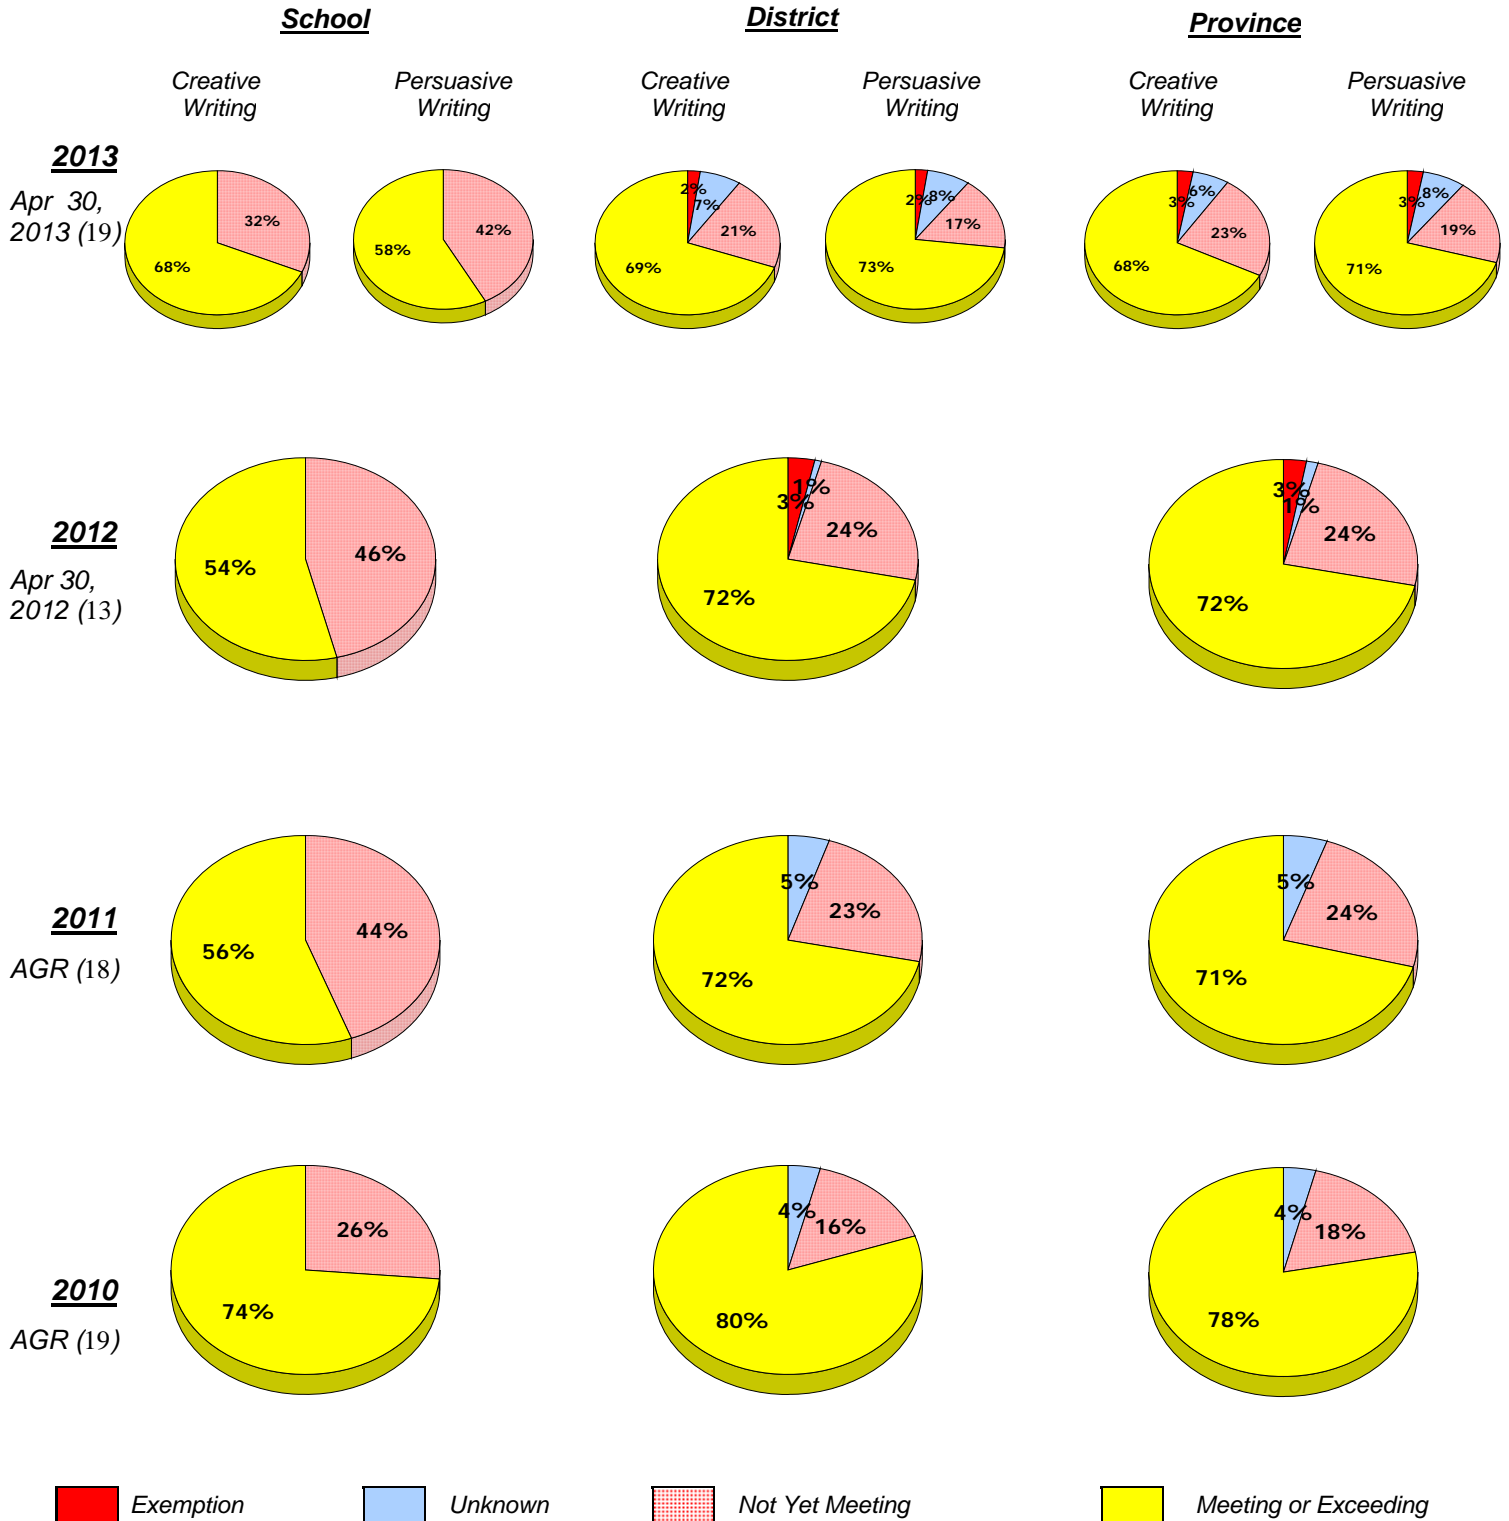 School
District
Province
Creative
Writing
Persuasive
Writing
Creative
Writing
Persuasive
Writing
Creative
Writing
Persuasive
Writing
2013
Apr 30,
2013 (19)
32%
68%
42%
58%
2%
7%
21%
69%
2%
8%
17%
73%
3%
6%
23%
68%
3%
8%
19%
71%
2012
Apr 30,
2012 (13)
46%
54%
3%
1%
24%
72%
3%
1%
24%
72%
2011
AGR (18)
44%
56%
5%
23%
72%
5%
24%
71%
2010
AGR (19)
26%
74%
4%
16%
80%
4%
18%
78%
Exemption
Unknown
Not Yet Meeting
Meeting or Exceeding